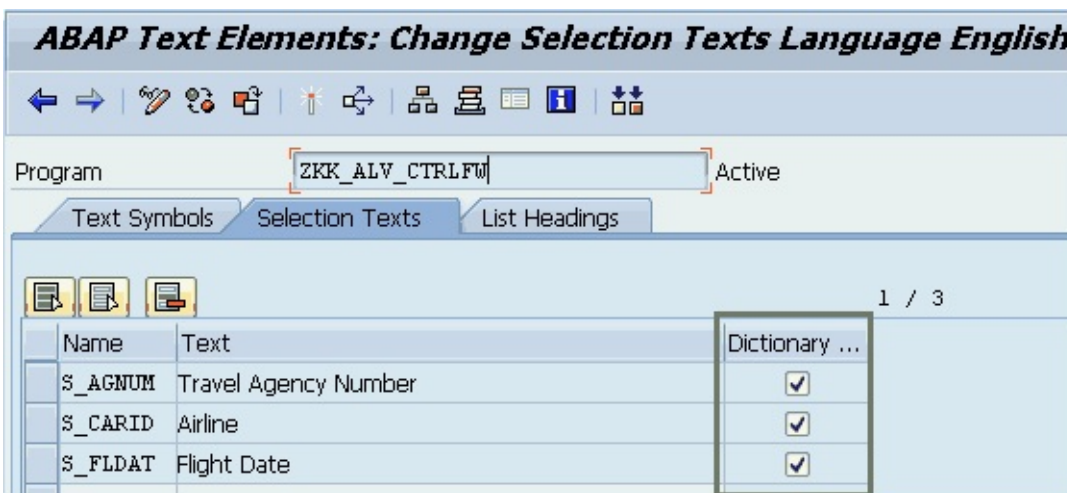 ABAP Text Elements: Change Selection Texts Language English
Program ZKK_ALV_CTRLFW Active
Text Symbols Selection Texts List Headings
1 / 3
Name Text Dictionary ...
S_AGNUM Travel Agency Number
S_CARID Airline
S_FLDAT Flight Date